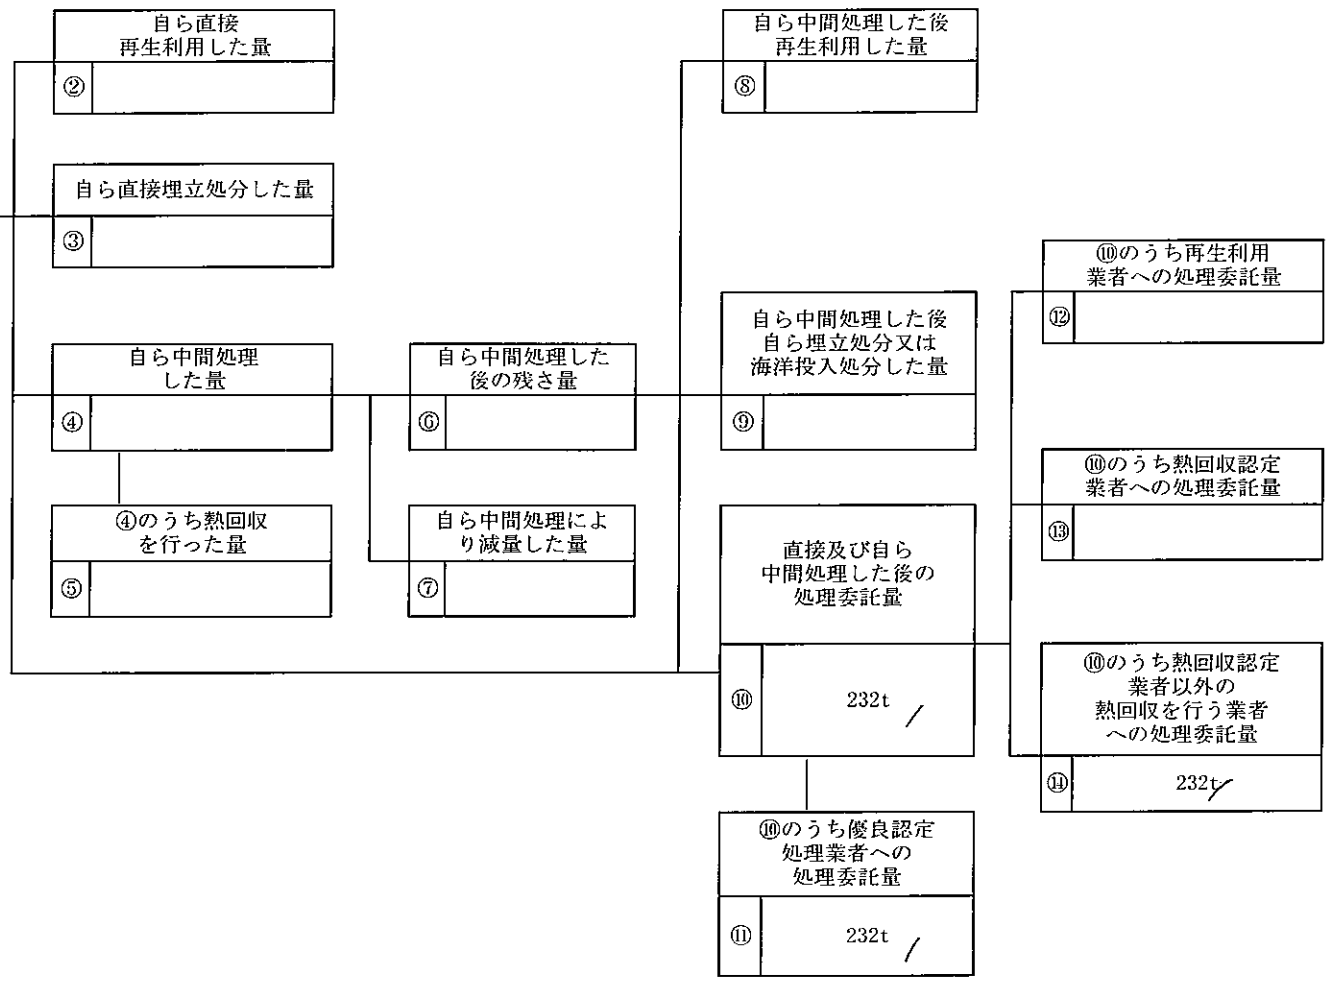 自ら直接
再生利用した量
②
自ら直接埋立処分した量
③
自ら中間処理
した量
④
④のうち熱回収
を行った量
⑤
自ら中間処理した
後の残さ量
⑥
自ら中間処理によ
り減量した量
⑦
自ら中間処理した後
再生利用した量
⑧
自ら中間処理した後
自ら埋立処分又は
海洋投入処分した量
⑨
直接及び自ら
中間処理した後の
処理委託量
⑩ 232t
⑩のうち優良認定
処理業者への
処理委託量
⑪ 232t
⑩のうち再生利用
業者への処理委託量
⑫
⑩のうち熱回収認定
業者への処理委託量
⑬
⑩のうち熱回収認定
業者以外の
熱回収を行う業者
への処理委託量
⑭ 232t